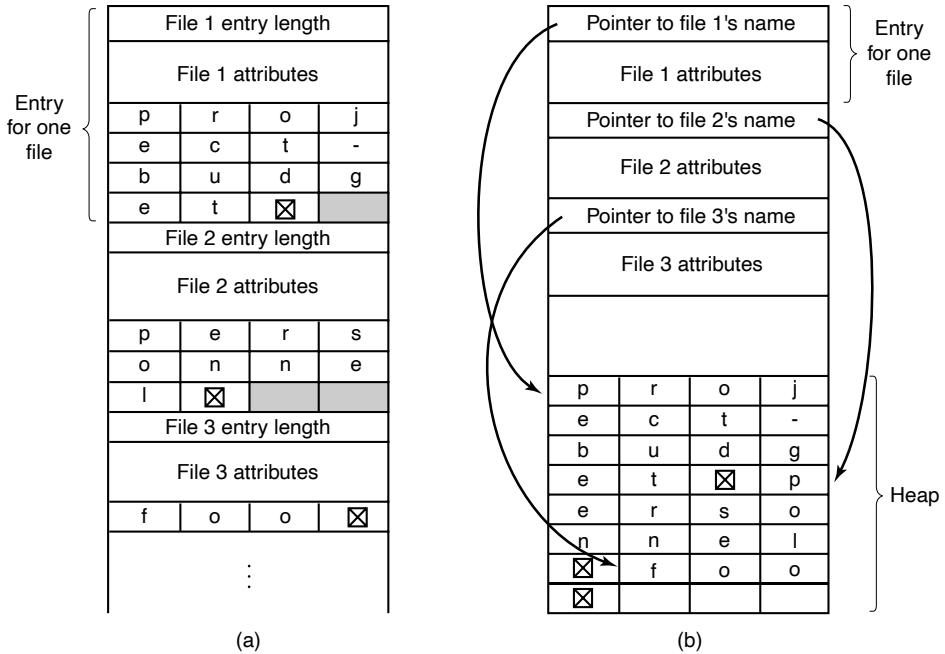 Entry
for one
file
File 1 entry length
File 1 attributes
p r o j
e c t -
b u d g
e t ☒
File 2 entry length
File 2 attributes
p e r s
o n n e
l ☒
File 3 entry length
File 3 attributes
f o o ☒
⋮
(a)
Pointer to file 1's name
File 1 attributes
Pointer to file 2's name
File 2 attributes
Pointer to file 3's name
File 3 attributes
p r o j
e c t -
b u d g
e t ☒ p
e r s o
n n e l
☒ f o o
☒
Entry
for one
file
Heap
(b)